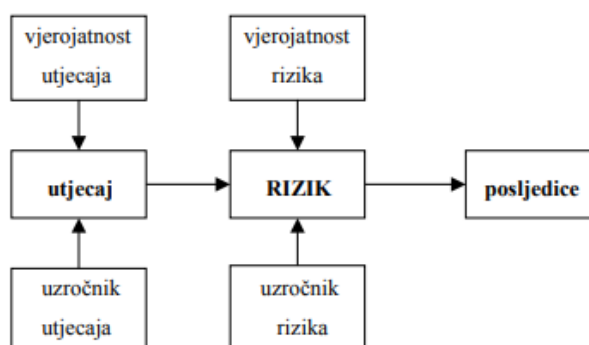 vjerojatnost
utjecaja
vjerojatnost
rizika
utjecaj
RIZIK
posljedice
uzročnik
utjecaja
uzročnik
rizika